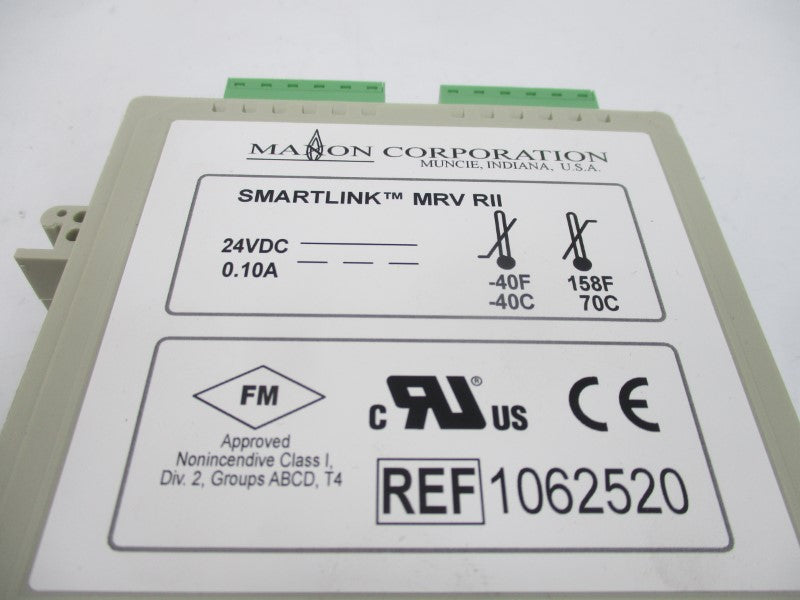 MAXON CORPORATION
MUNCIE, INDIANA, U.S.A.
SMARTLINK™ MRV RII
24VDC
0.10A
-40F
-40C
158F
70C
FM
Approved
Nonincendive Class I,
Div. 2, Groups ABCD, T4
C RU® US
CE
REF 1062520